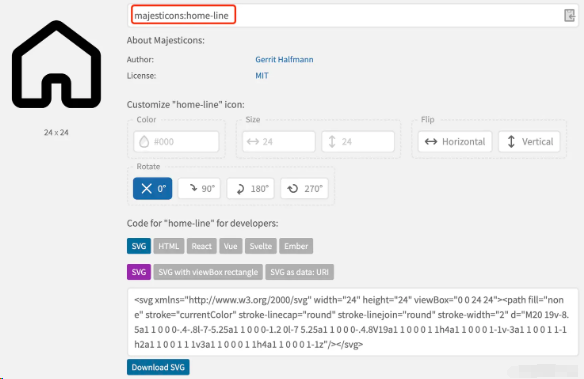 majesticons:home-line
About Majesticons:
Author: Gerrit Halfmann
License: MIT
24 x 24
Customize "home-line" icon:
Color Size Flip
#000 24 24 Horizontal Vertical
Rotate
0° 90° 180° 270°
Code for "home-line" for developers:
SVG HTML React Vue Svelte Ember
SVG SVG with viewBox rectangle SVG as data: URI
<svg xmlns="http://www.w3.org/2000/svg" width="24" height="24" viewBox="0 0 24 24"><path fill="non
e" stroke="currentColor" stroke-linecap="round" stroke-linejoin="round" stroke-width="2" d="M20 19v-8.
5a1 1 0 0 0-.4-.8l-7-5.25a1 1 0 0 0-1.2 0l-7 5.25a1 1 0 0 0-.4.8V19a1 1 0 0 0 1 1h4a1 1 0 0 0 1-1v-3a1 1 0 0 1 1-1
h2a1 1 0 0 1 1 1v3a1 1 0 0 0 1 1h4a1 1 0 0 0 1-1z"/></svg>
Download SVG